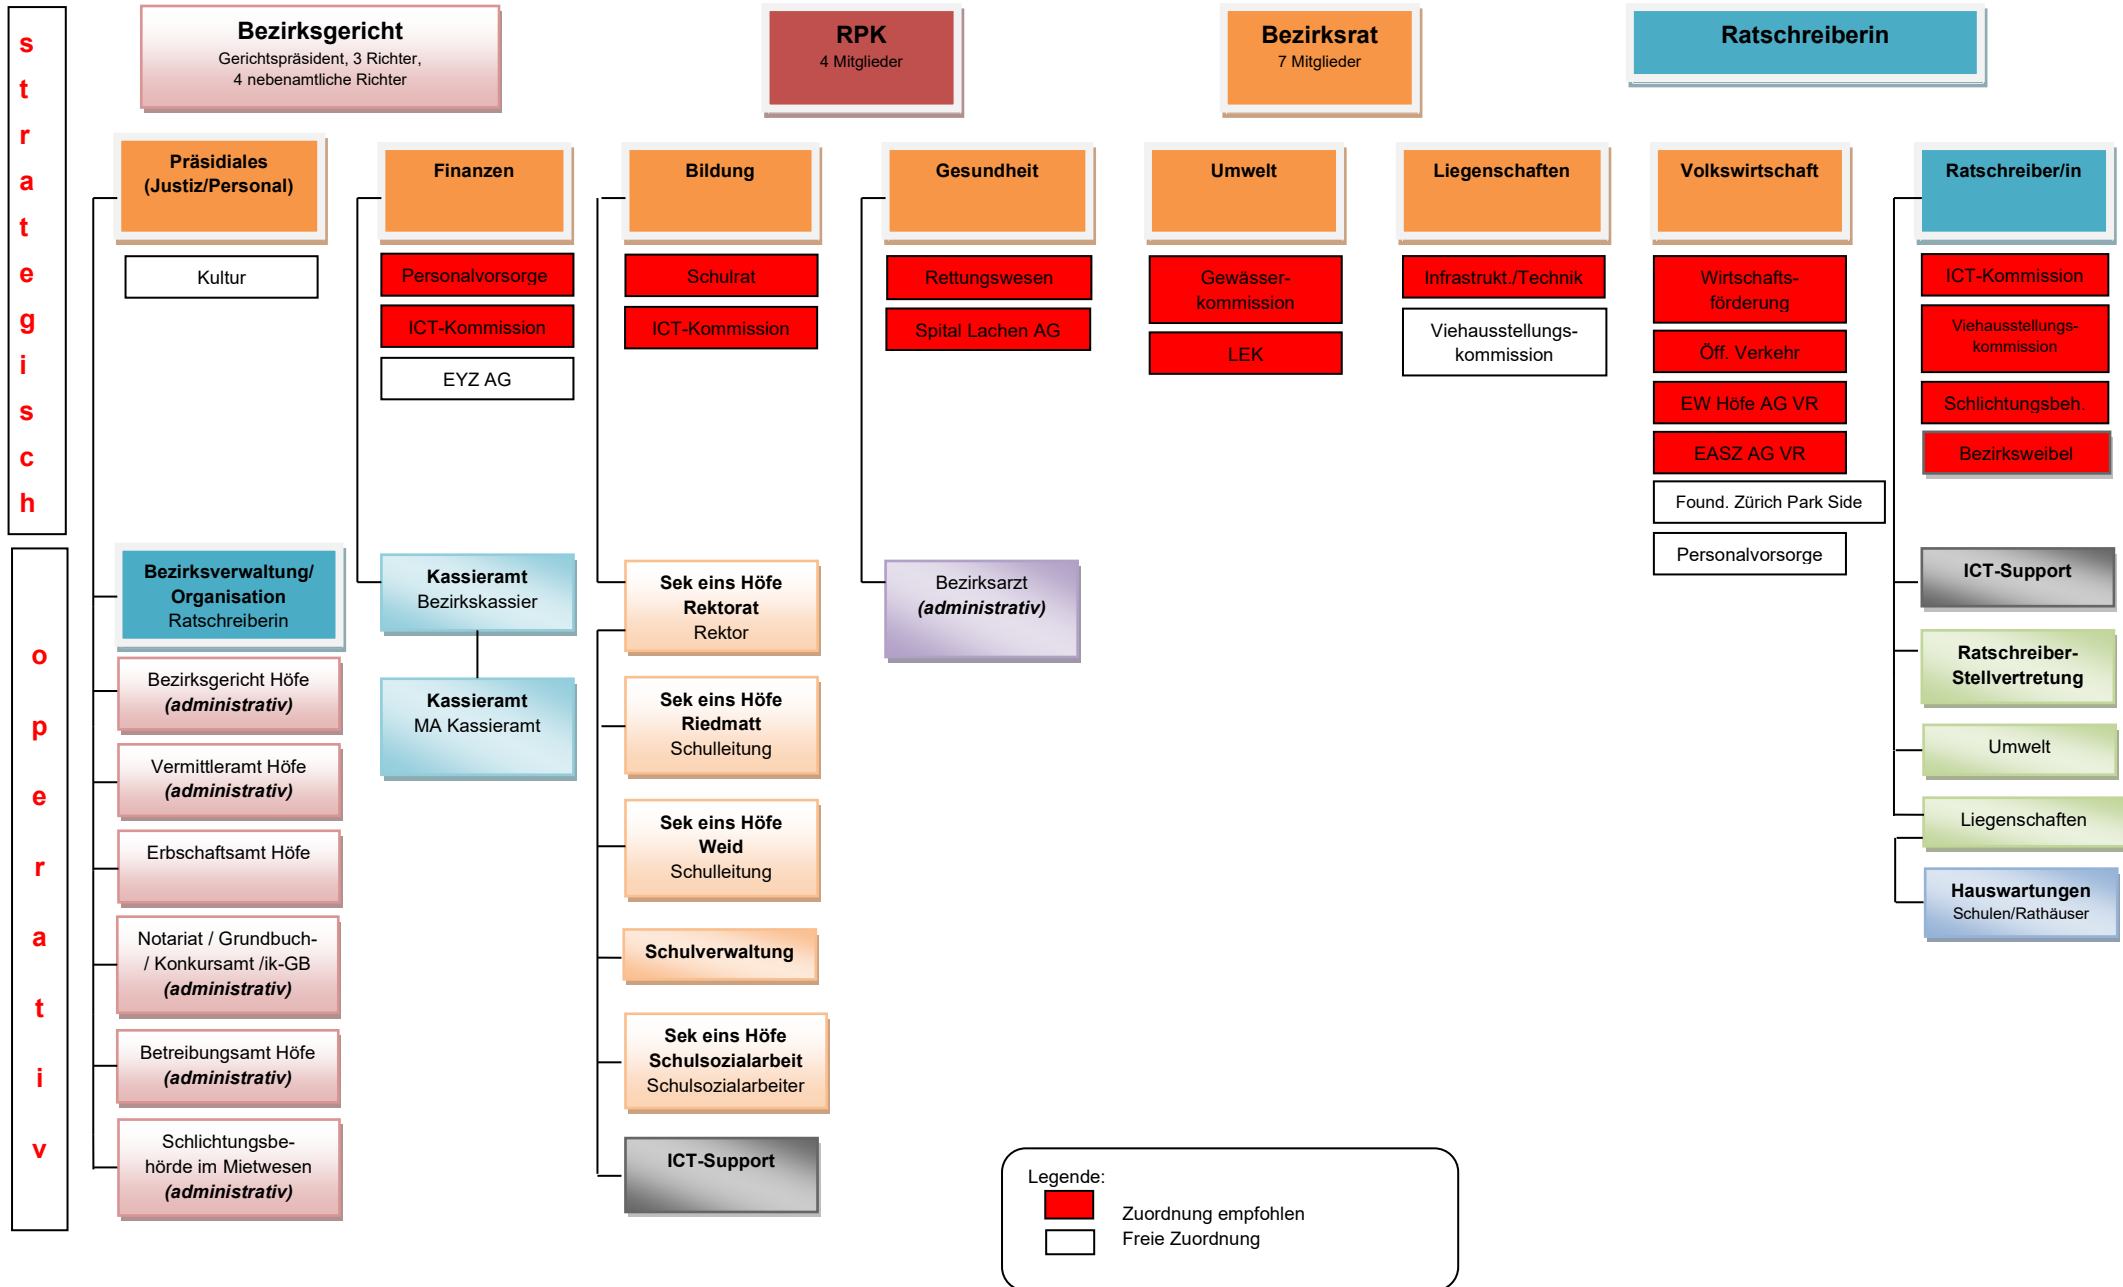 strategisch
operativ
Bezirksgericht
Gerichtspräsident, 3 Richter,
4 nebenamtliche Richter
RPK
4 Mitglieder
Bezirksrat
7 Mitglieder
Ratschreiberin
Präsidiales
(Justiz/Personal)
Kultur
Bezirksverwaltung/
Organisation
Ratschreiberin
Bezirksgericht Höfe
(administrativ)
Vermittleramt Höfe
(administrativ)
Erbschaftsamt Höfe
Notariat / Grundbuch-
/ Konkursamt /ik-GB
(administrativ)
Betreibungsamt Höfe
(administrativ)
Schlichtungsbe-
hörde im Mietwesen
(administrativ)
Finanzen
Personalvorsorge
ICT-Kommission
EYZ AG
Kassieramt
Bezirkskassier
Kassieramt
MA Kassieramt
Bildung
Schulrat
ICT-Kommission
Sek eins Höfe
Rektorat
Rektor
Sek eins Höfe
Riedmatt
Schulleitung
Sek eins Höfe
Weid
Schulleitung
Schulverwaltung
Sek eins Höfe
Schulsozialarbeit
Schulsozialarbeiter
ICT-Support
Gesundheit
Rettungswesen
Spital Lachen AG
Bezirksarzt
(administrativ)
Umwelt
Gewässer-
kommission
LEK
Liegenschaften
Infrastrukt./Technik
Viehausstellungs-
kommission
Volkswirtschaft
Wirtschafts-
förderung
Öff. Verkehr
EW Höfe AG VR
EASZ AG VR
Found. Zürich Park Side
Personalvorsorge
Ratschreiber/in
ICT-Kommission
Viehausstellungs-
kommission
Schlichtungsbeh.
Bezirksweibel
ICT-Support
Ratschreiber-
Stellvertretung
Umwelt
Liegenschaften
Hauswartungen
Schulen/Rathäuser
Legende:
Zuordnung empfohlen
Freie Zuordnung